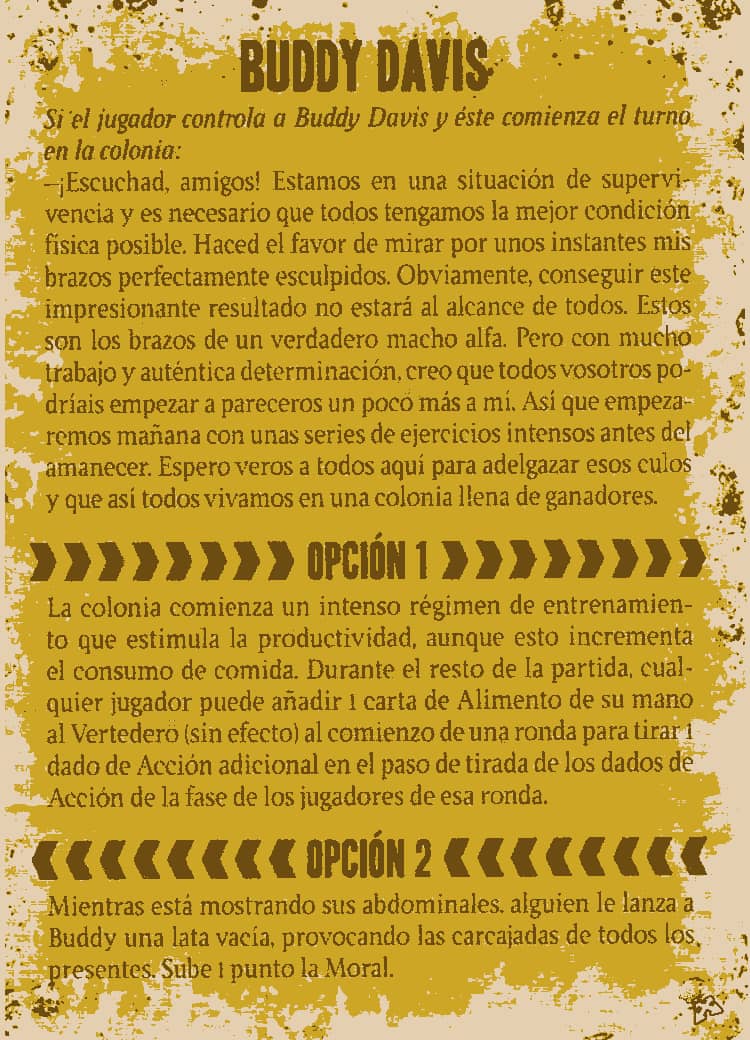 BUDDY DAVIS
Si el jugador controla a Buddy Davis y éste comienza el turno
en la colonia:
—¡Escuchad, amigos! Estamos en una situación de supervi-
vencia y es necesario que todos tengamos la mejor condición
física posible. Haced el favor de mirar por unos instantes mis
brazos perfectamente esculpidos. Obviamente, conseguir este
impresionante resultado no estará al alcance de todos. Estos
son los brazos de un verdadero macho alfa. Pero con mucho
trabajo y auténtica determinación, creo que todos vosotros po-
dríais empezar a pareceros un poco más a mí. Así que empeza-
remos mañana con unas series de ejercicios intensos antes del
amanecer. Espero veros a todos aquí para adelgazar esos culos
y que así todos vivamos en una colonia llena de ganadores.
OPCIÓN 1
La colonia comienza un intenso régimen de entrenamien-
to que estimula la productividad, aunque esto incrementa
el consumo de comida. Durante el resto de la partida, cual-
quier jugador puede añadir 1 carta de Alimento de su mano
al Vertedero (sin efecto) al comienzo de una ronda para tirar 1
dado de Acción adicional en el paso de tirada de los dados de
Acción de la fase de los jugadores de esa ronda.
OPCIÓN 2
Mientras está mostrando sus abdominales, alguien le lanza a
Buddy una lata vacía, provocando las carcajadas de todos los
presentes. Sube 1 punto la Moral.